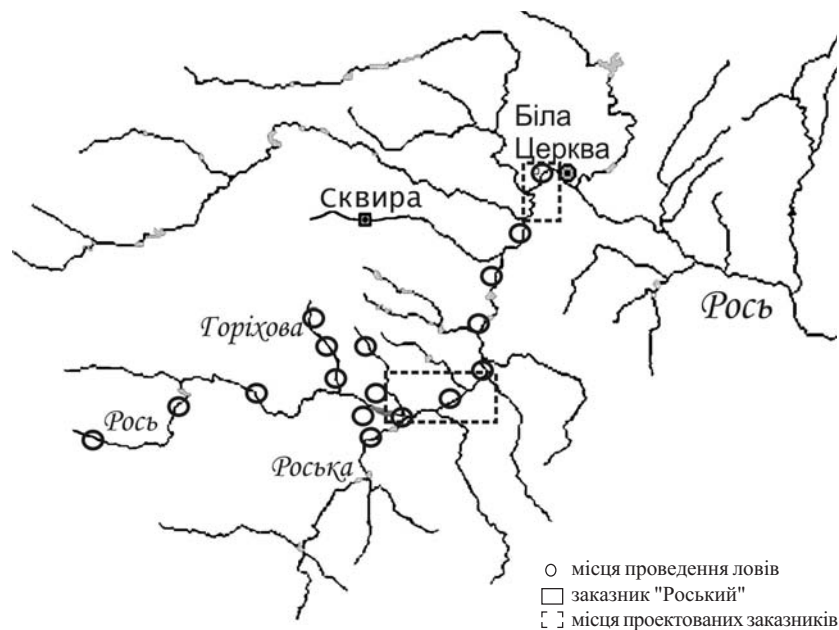 Біла
Церква
Сквира
Горіхова
Рось
Рось
Роська
місця проведення ловів
заказник "Роський"
місця проектованих заказників